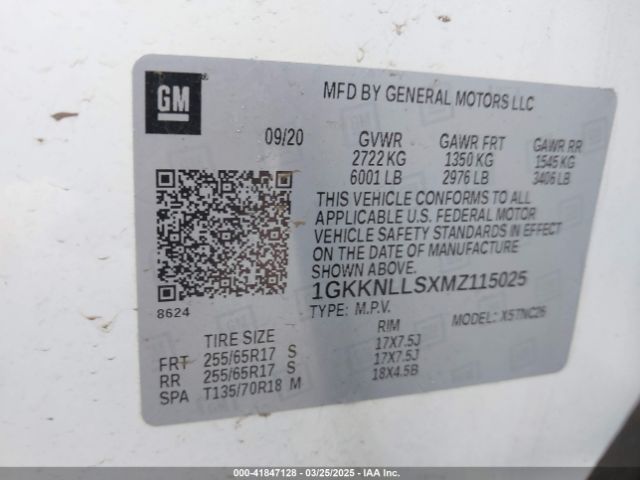 GM
MFD BY GENERAL MOTORS LLC
09/20 GVWR GAWR FRT GAWR RR
2722 KG 1350 KG 1545 KG
6001 LB 2976 LB 3406 LB
THIS VEHICLE CONFORMS TO ALL
APPLICABLE U.S. FEDERAL MOTOR
VEHICLE SAFETY STANDARDS IN EFFECT
ON THE DATE OF MANUFACTURE
SHOWN ABOVE.
8624
1GKKNLLSXMZ115025
TYPE: M.P.V. MODEL: X5TNC26
TIRE SIZE RIM
FRT 255/65R17 S 17X7.5J
RR 255/65R17 S 17X7.5J
SPA T135/70R18 M 18X4.5B
000-41847128 - 03/25/2025 - IAA Inc.